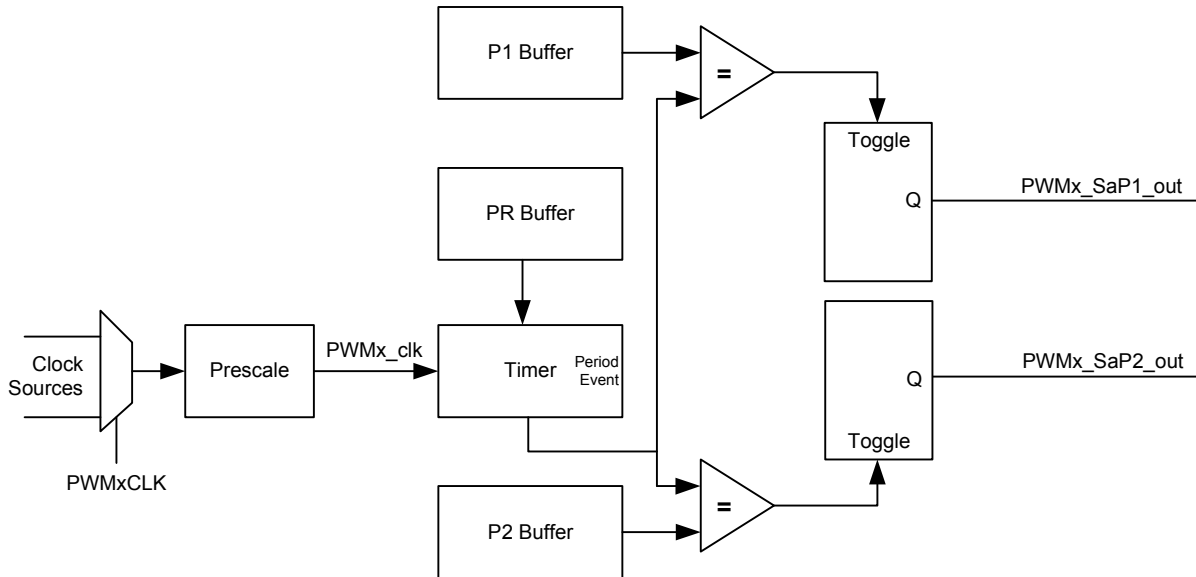 P1 Buffer
=
Toggle
Q
PWMx_SaP1_out
PR Buffer
Clock
Sources
PWMxCLK
Prescale
PWMx_clk
Timer
Period
Event
Q
Toggle
PWMx_SaP2_out
P2 Buffer
=